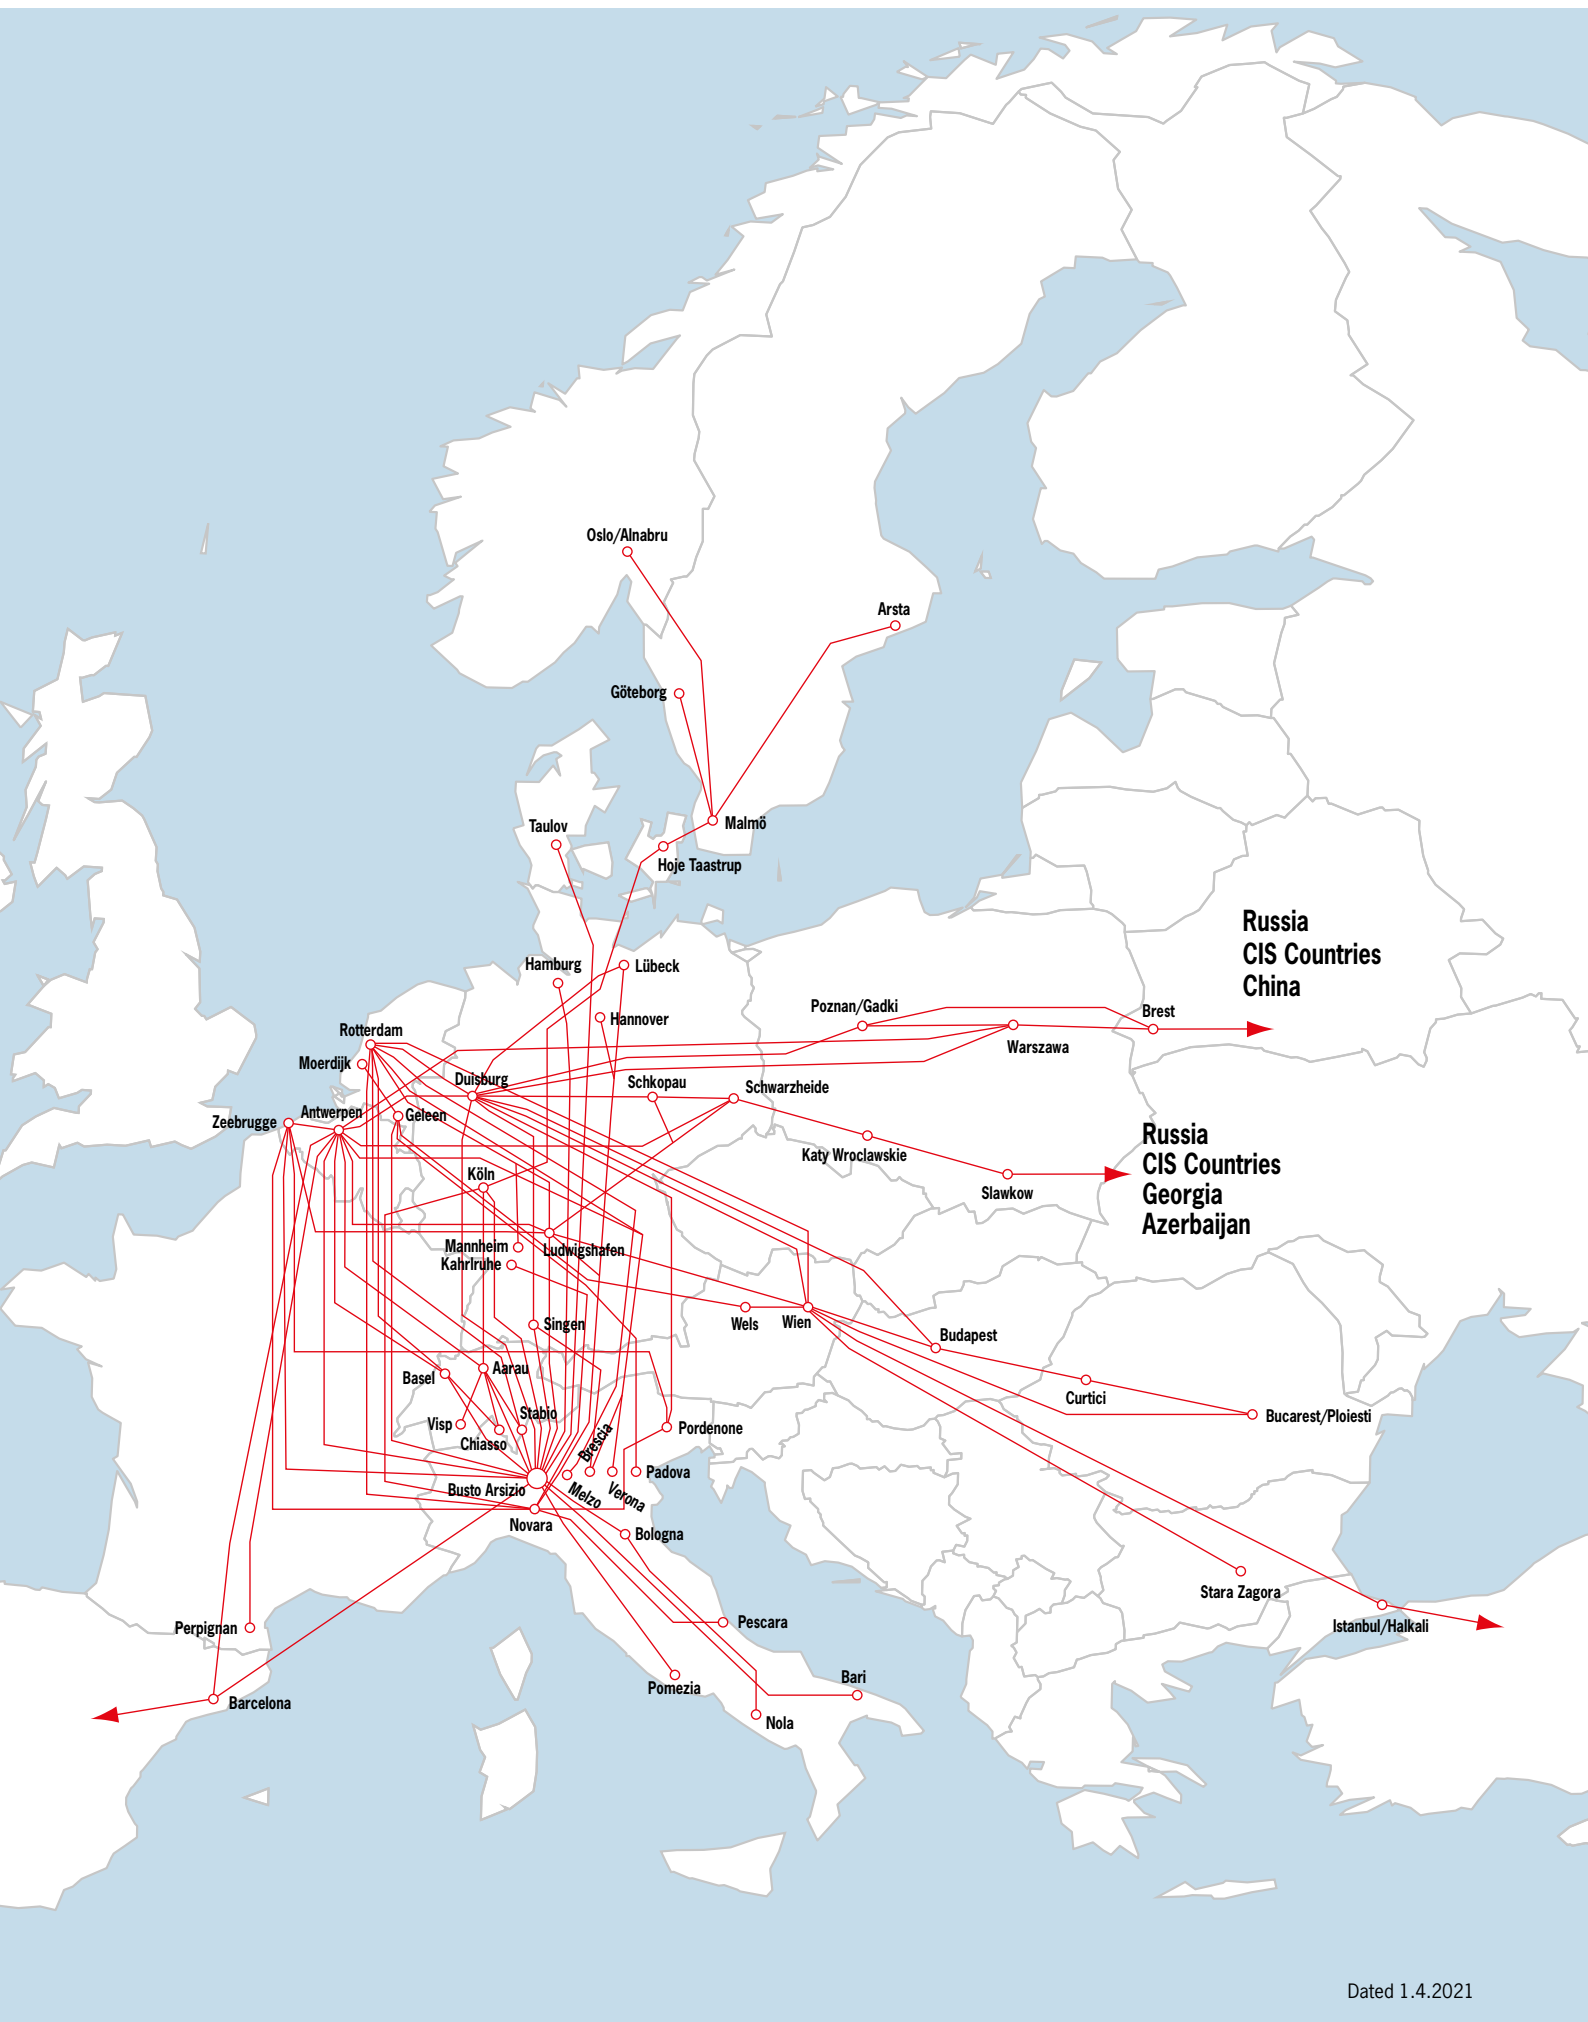 Oslo/Alnabru
Arsta
Göteborg
Taulov
Malmö
Hoje Taastrup
Russia
CIS Countries
China
Hamburg
Lübeck
Hannover
Poznan/Gadki
Brest
Rotterdam
Warszawa
Moerdijk
Duisburg
Schkopau
Schwarzheide
Zeebrugge
Antwerpen
Geleen
Katy Wroclawskie
Russia
CIS Countries
Georgia
Azerbaijan
Köln
Slawkow
Mannheim
Ludwigshafen
Kahrlruhe
Singen
Wels
Wien
Budapest
Basel
Aarau
Curtici
Visp
Stabio
Chiasso
Bucarest/Ploiesti
Pordenone
Brescia
Padova
Busto Arsizio
Melzo
Verona
Novara
Bologna
Stara Zagora
Perpignan
Pescara
Istanbul/Halkali
Bari
Pomezia
Barcelona
Nola
Dated 1.4.2021